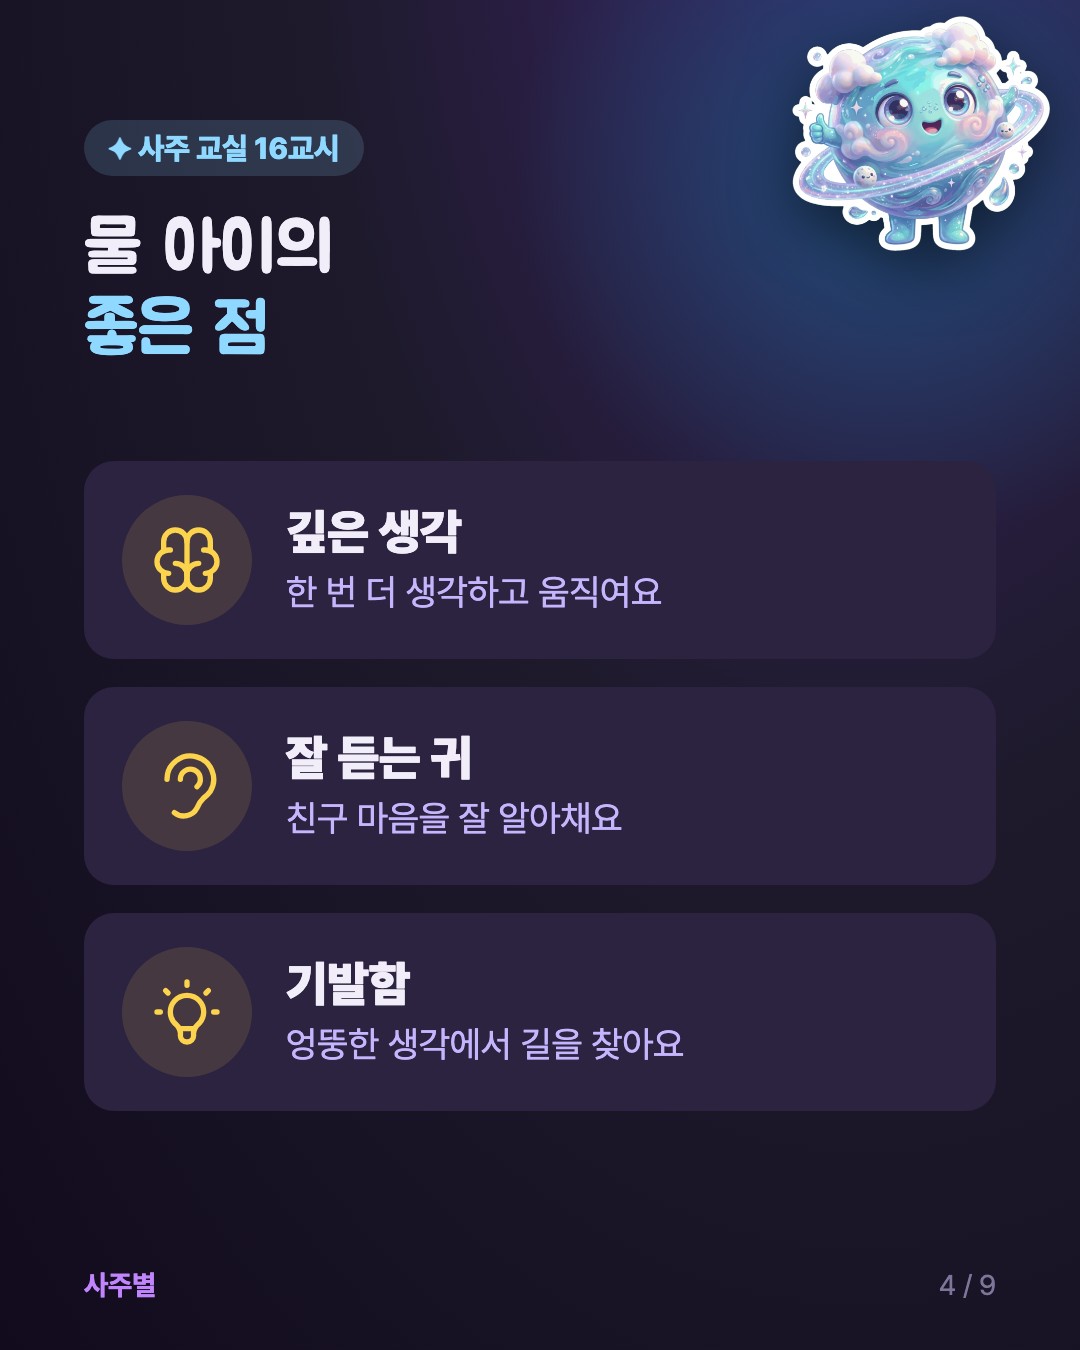 ✦ 사주 교실 16교시
물 아이의
좋은 점
깊은 생각
한 번 더 생각하고 움직여요
잘 듣는 귀
친구 마음을 잘 알아채요
기발함
엉뚱한 생각에서 길을 찾아요
사주별
4 / 9